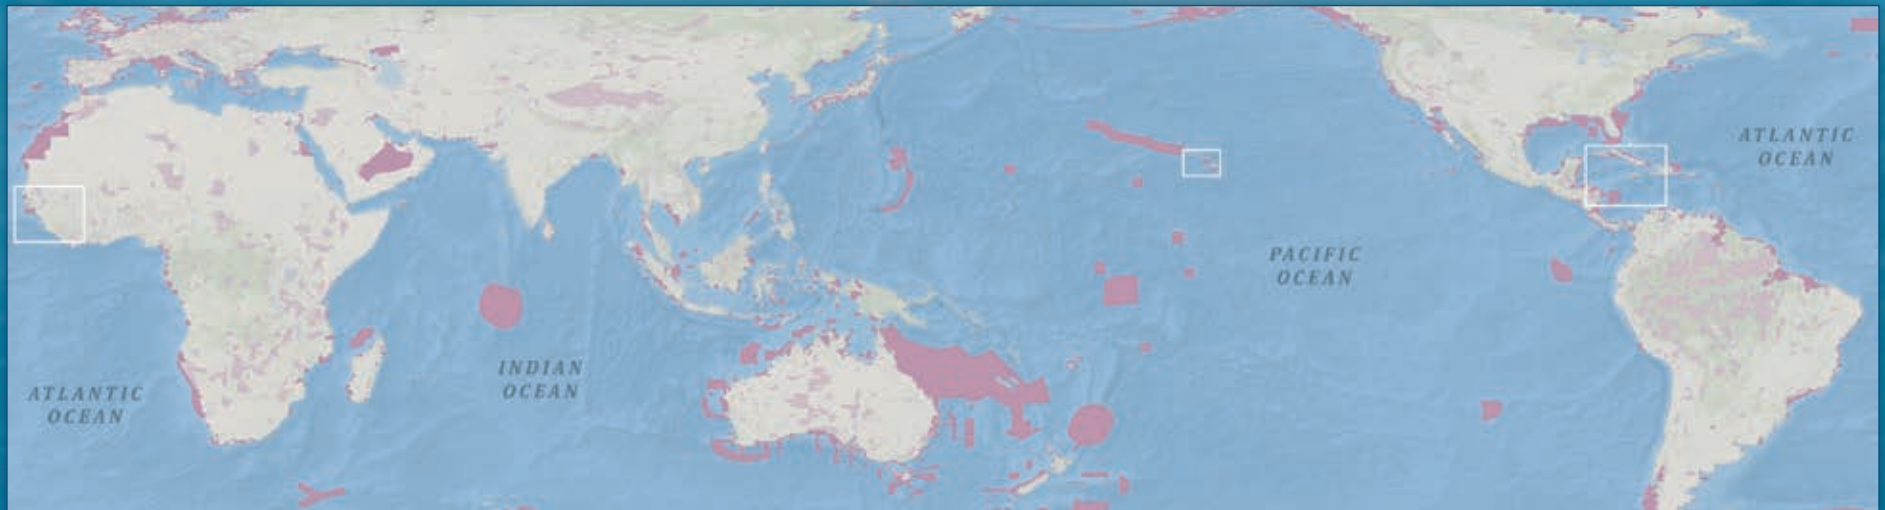 ATLANTIC
OCEAN
PACIFIC
OCEAN
INDIAN
OCEAN
ATLANTIC
OCEAN